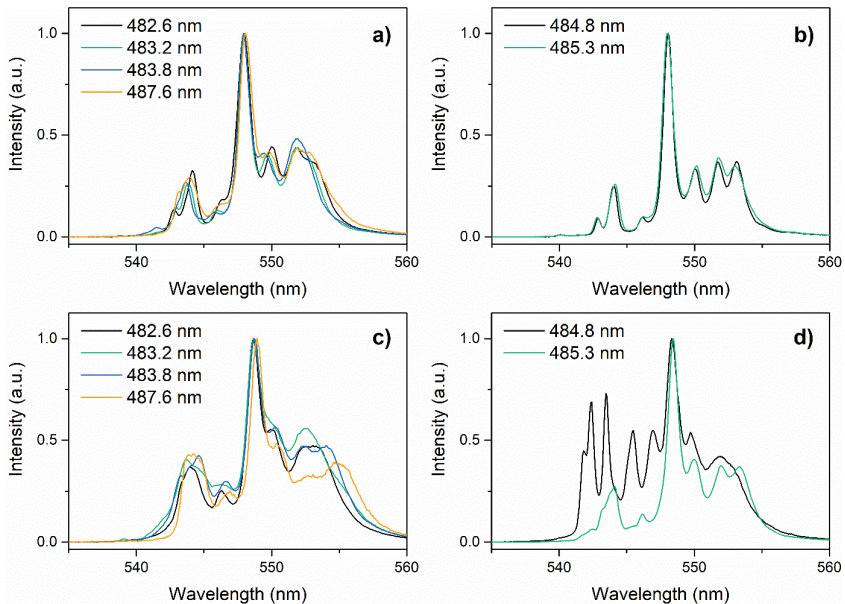 482.6 nm
483.2 nm
483.8 nm
487.6 nm
a)
1.0
0.5
0.0
540
550
560
Intensity (a.u.)
Wavelength (nm)
484.8 nm
485.3 nm
b)
1.0
0.5
0.0
540
550
560
Intensity (a.u.)
Wavelength (nm)
482.6 nm
483.2 nm
483.8 nm
487.6 nm
c)
1.0
0.5
0.0
540
550
560
Intensity (a.u.)
Wavelength (nm)
484.8 nm
485.3 nm
d)
1.0
0.5
0.0
540
550
560
Intensity (a.u.)
Wavelength (nm)